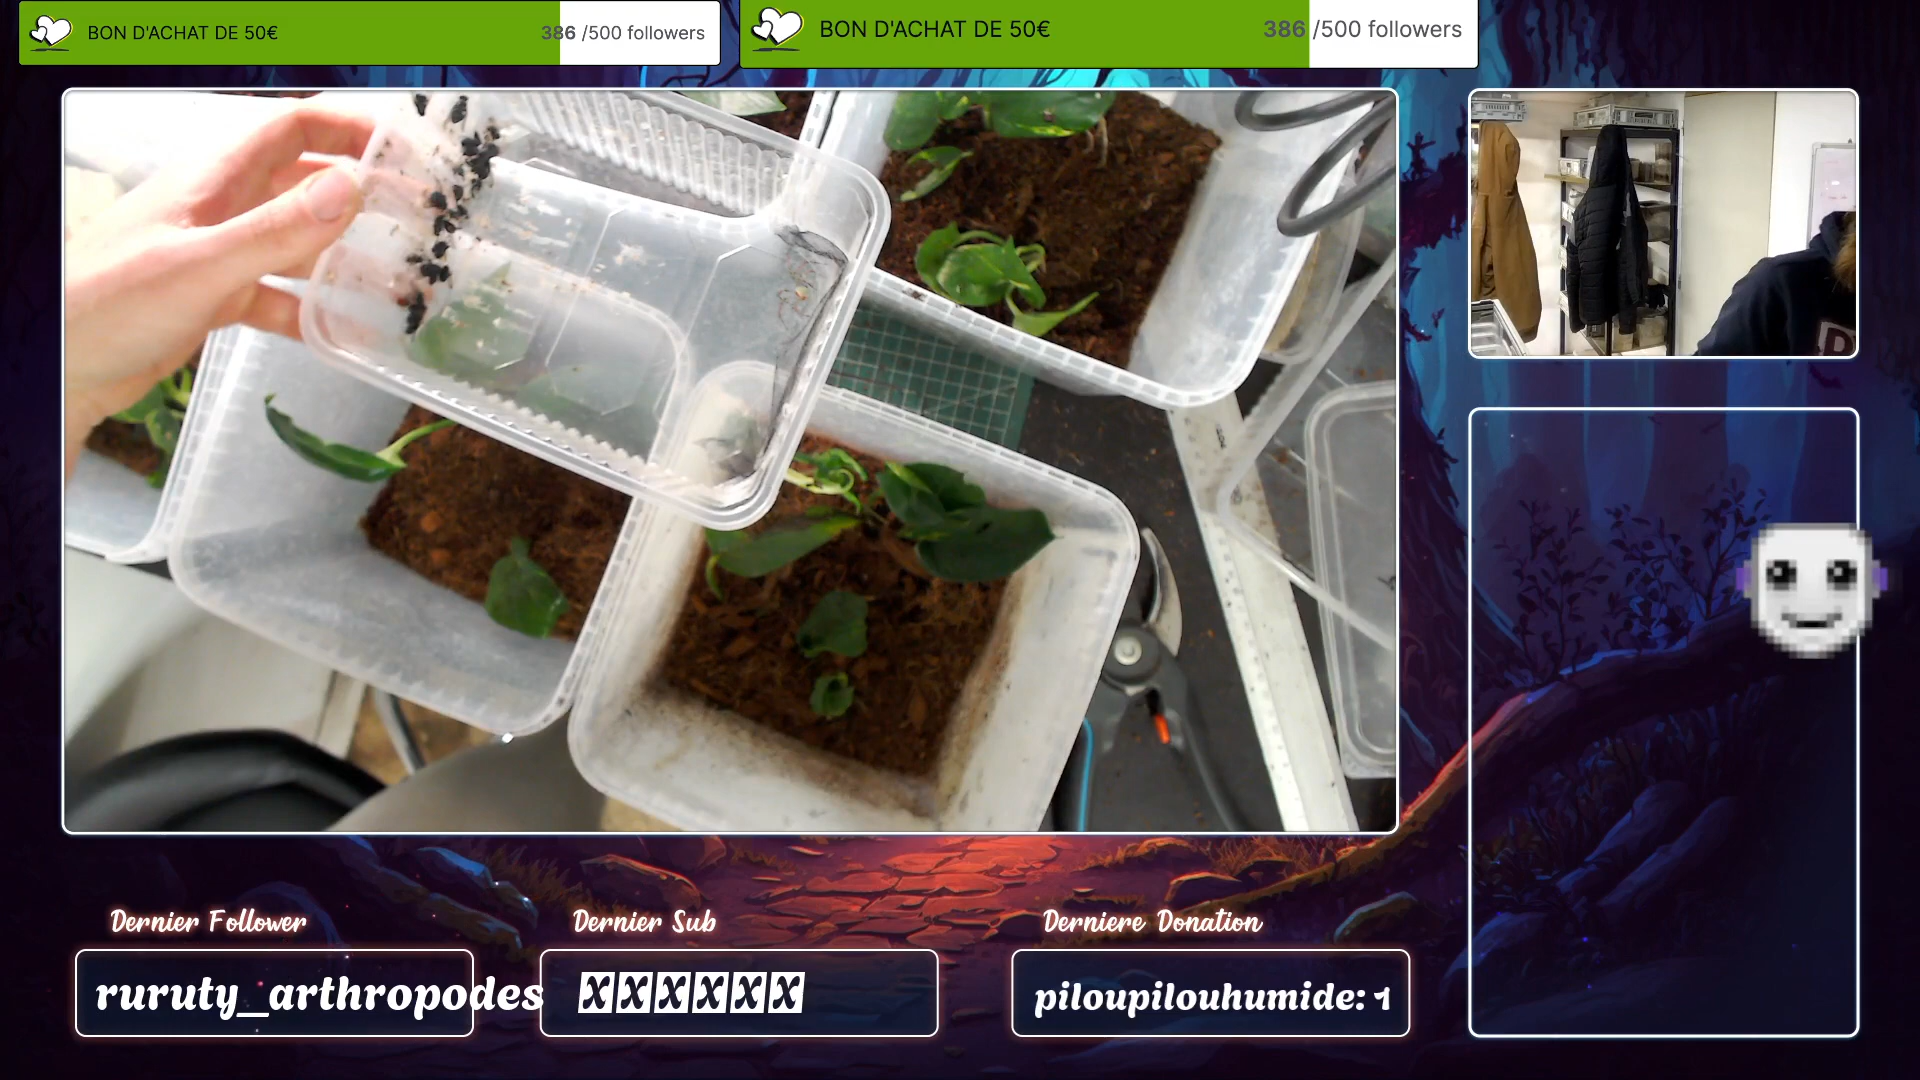 BON D'ACHAT DE 50€
386 /500 followers
BON D'ACHAT DE 50€
386 /500 followers
Dernier Follower
Dernier Sub
Derniere Donation
ruruty_arthropodes
piloupilouhumide: 1